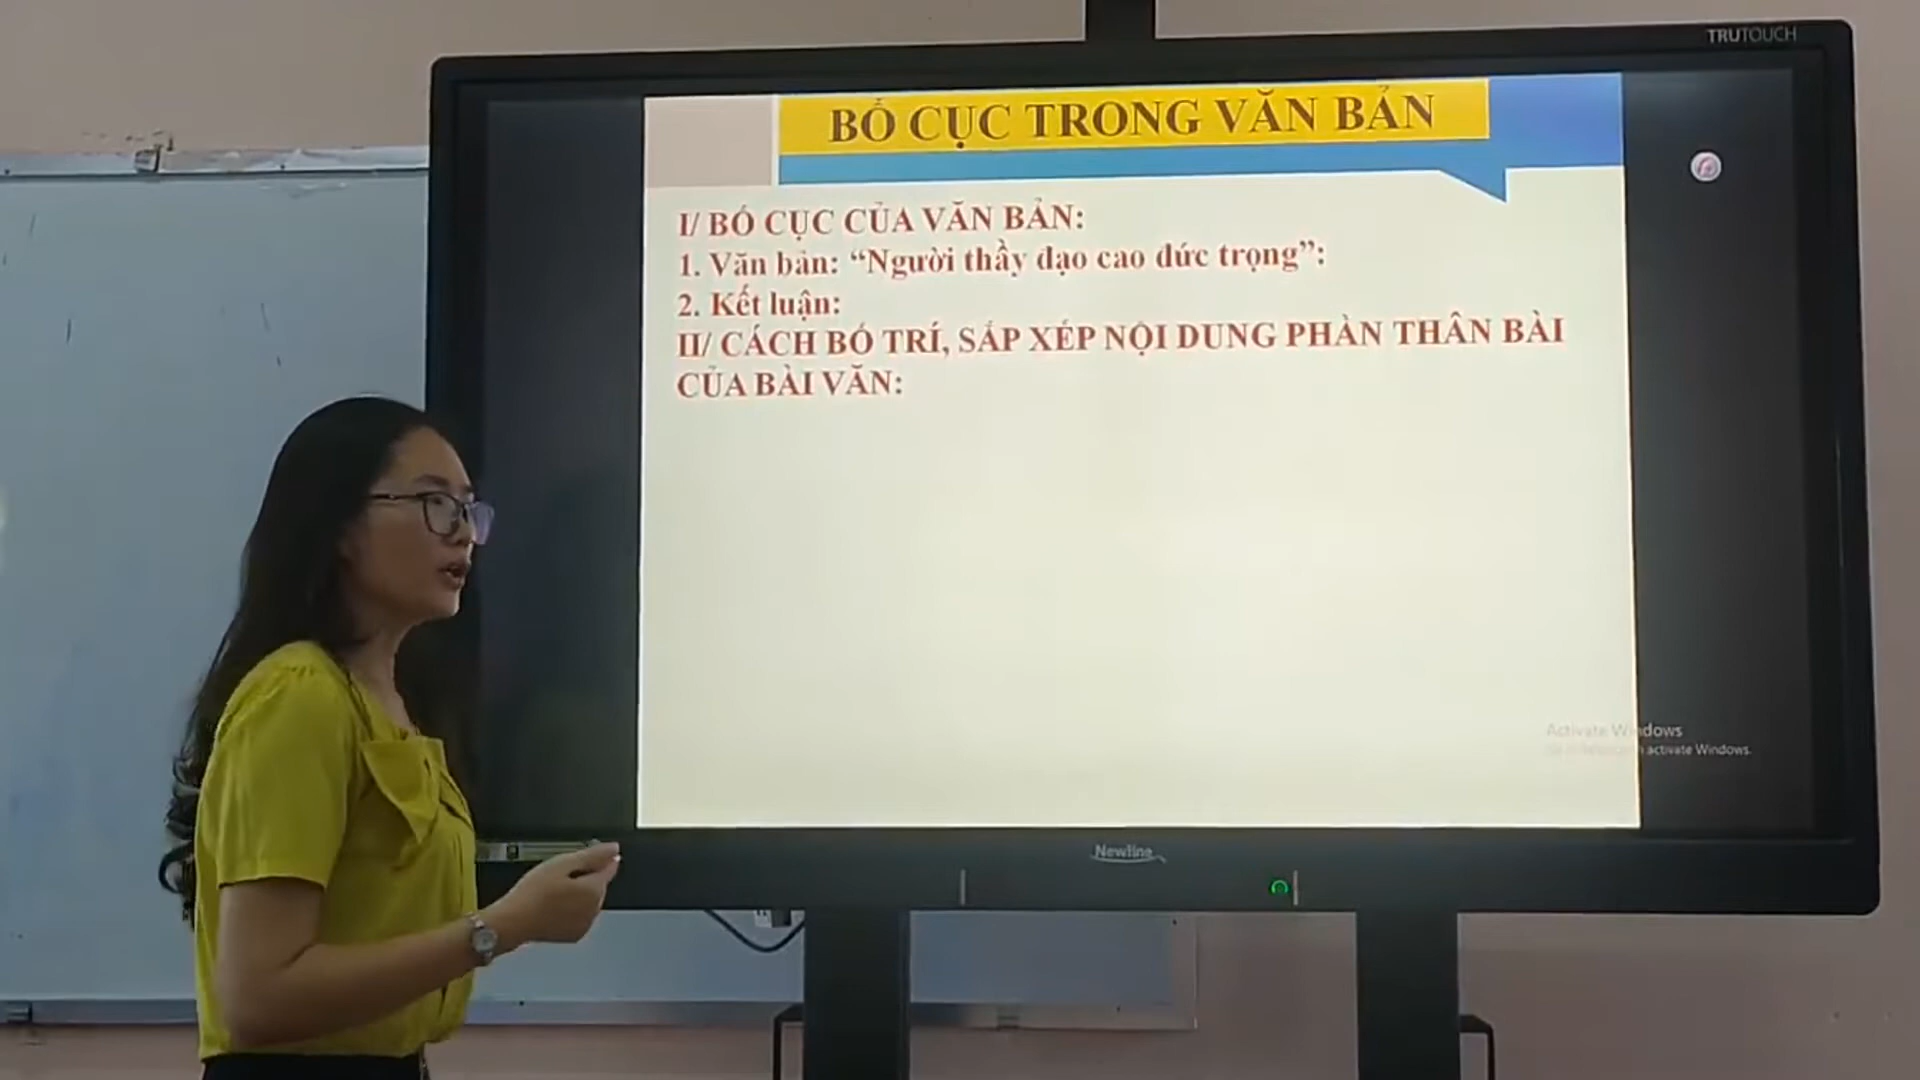 TRUTOUCH
BỐ CỤC TRONG VĂN BẢN
I/ BỐ CỤC CỦA VĂN BẢN:
1. Văn bản: “Người thầy đạo cao đức trọng”:
2. Kết luận:
II/ CÁCH BỐ TRÍ, SẮP XẾP NỘI DUNG PHẦN THÂN BÀI
CỦA BÀI VĂN:
Activate Windows
activate Windows.
Newline